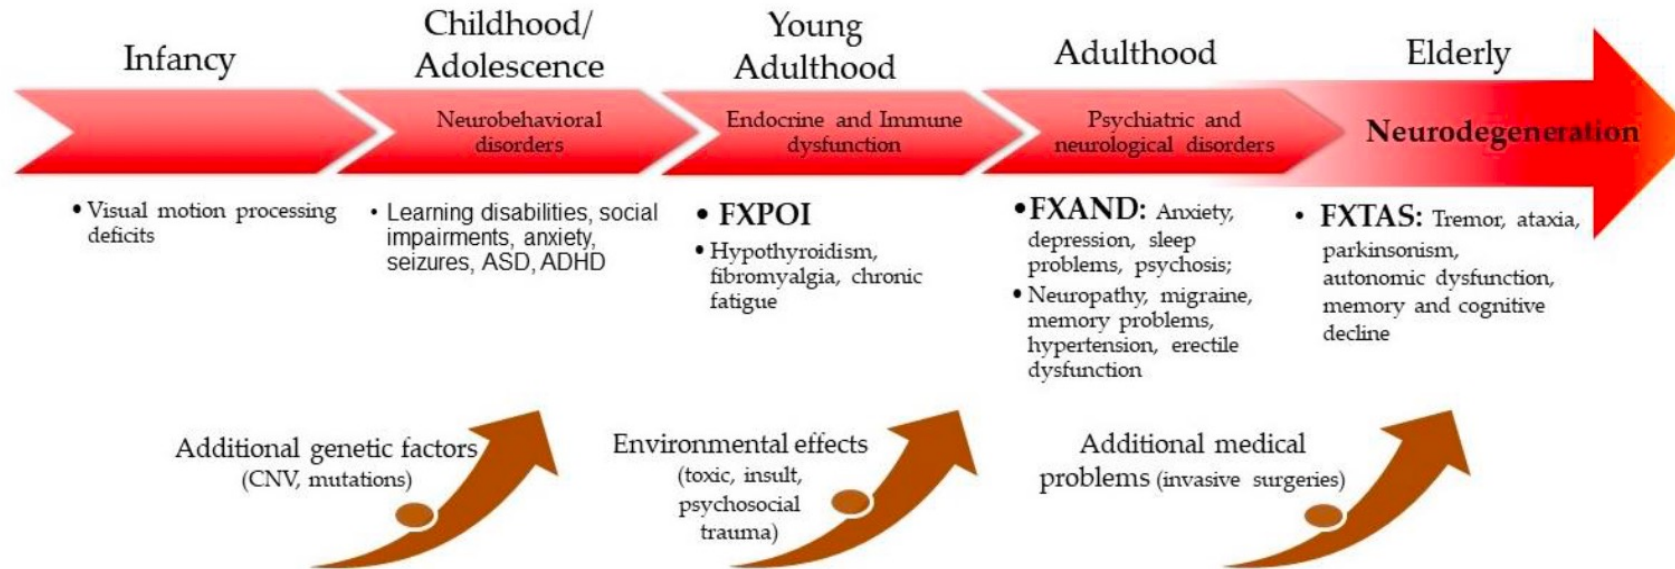 Infancy
Childhood/
Adolescence
Young
Adulthood
Adulthood
Elderly
Neurobehavioral
disorders
Endocrine and Immune
dysfunction
Psychiatric and
neurological disorders
Neurodegeneration
• Visual motion processing
deficits
• Learning disabilities, social
impairments, anxiety,
seizures, ASD, ADHD
• FXPOI
• Hypothyroidism,
fibromyalgia, chronic
fatigue
•FXAND: Anxiety,
depression, sleep
problems, psychosis;
• Neuropathy, migraine,
memory problems,
hypertension, erectile
dysfunction
• FXTAS: Tremor, ataxia,
parkinsonism,
autonomic dysfunction,
memory and cognitive
decline
Additional genetic factors
(CNV, mutations)
Environmental effects
(toxic, insult,
psychosocial
trauma)
Additional medical
problems (invasive surgeries)